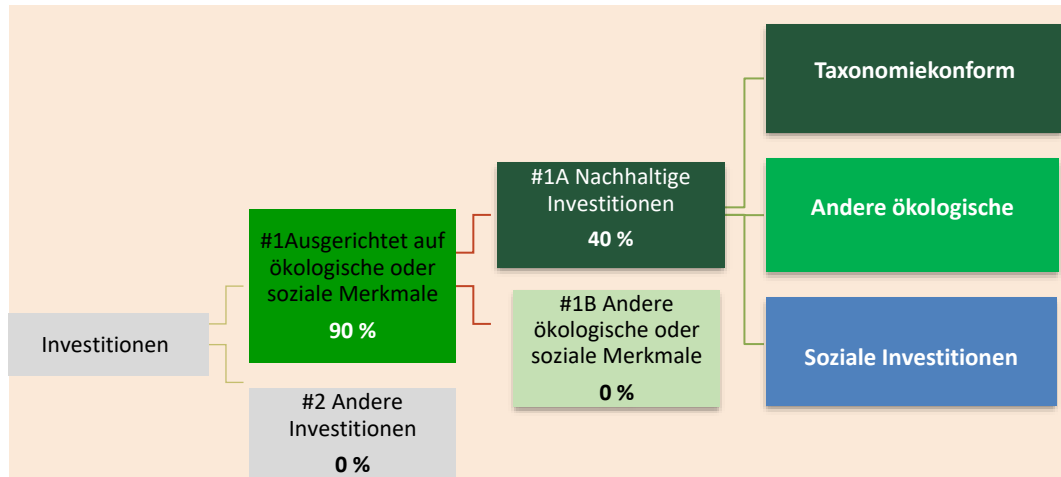 Investitionen
#1Ausgerichtet auf
ökologische oder
soziale Merkmale
90 %
#2 Andere
Investitionen
0 %
#1A Nachhaltige
Investitionen
40 %
#1B Andere
ökologische oder
soziale Merkmale
0 %
Taxonomiekonform
Andere ökologische
Soziale Investitionen